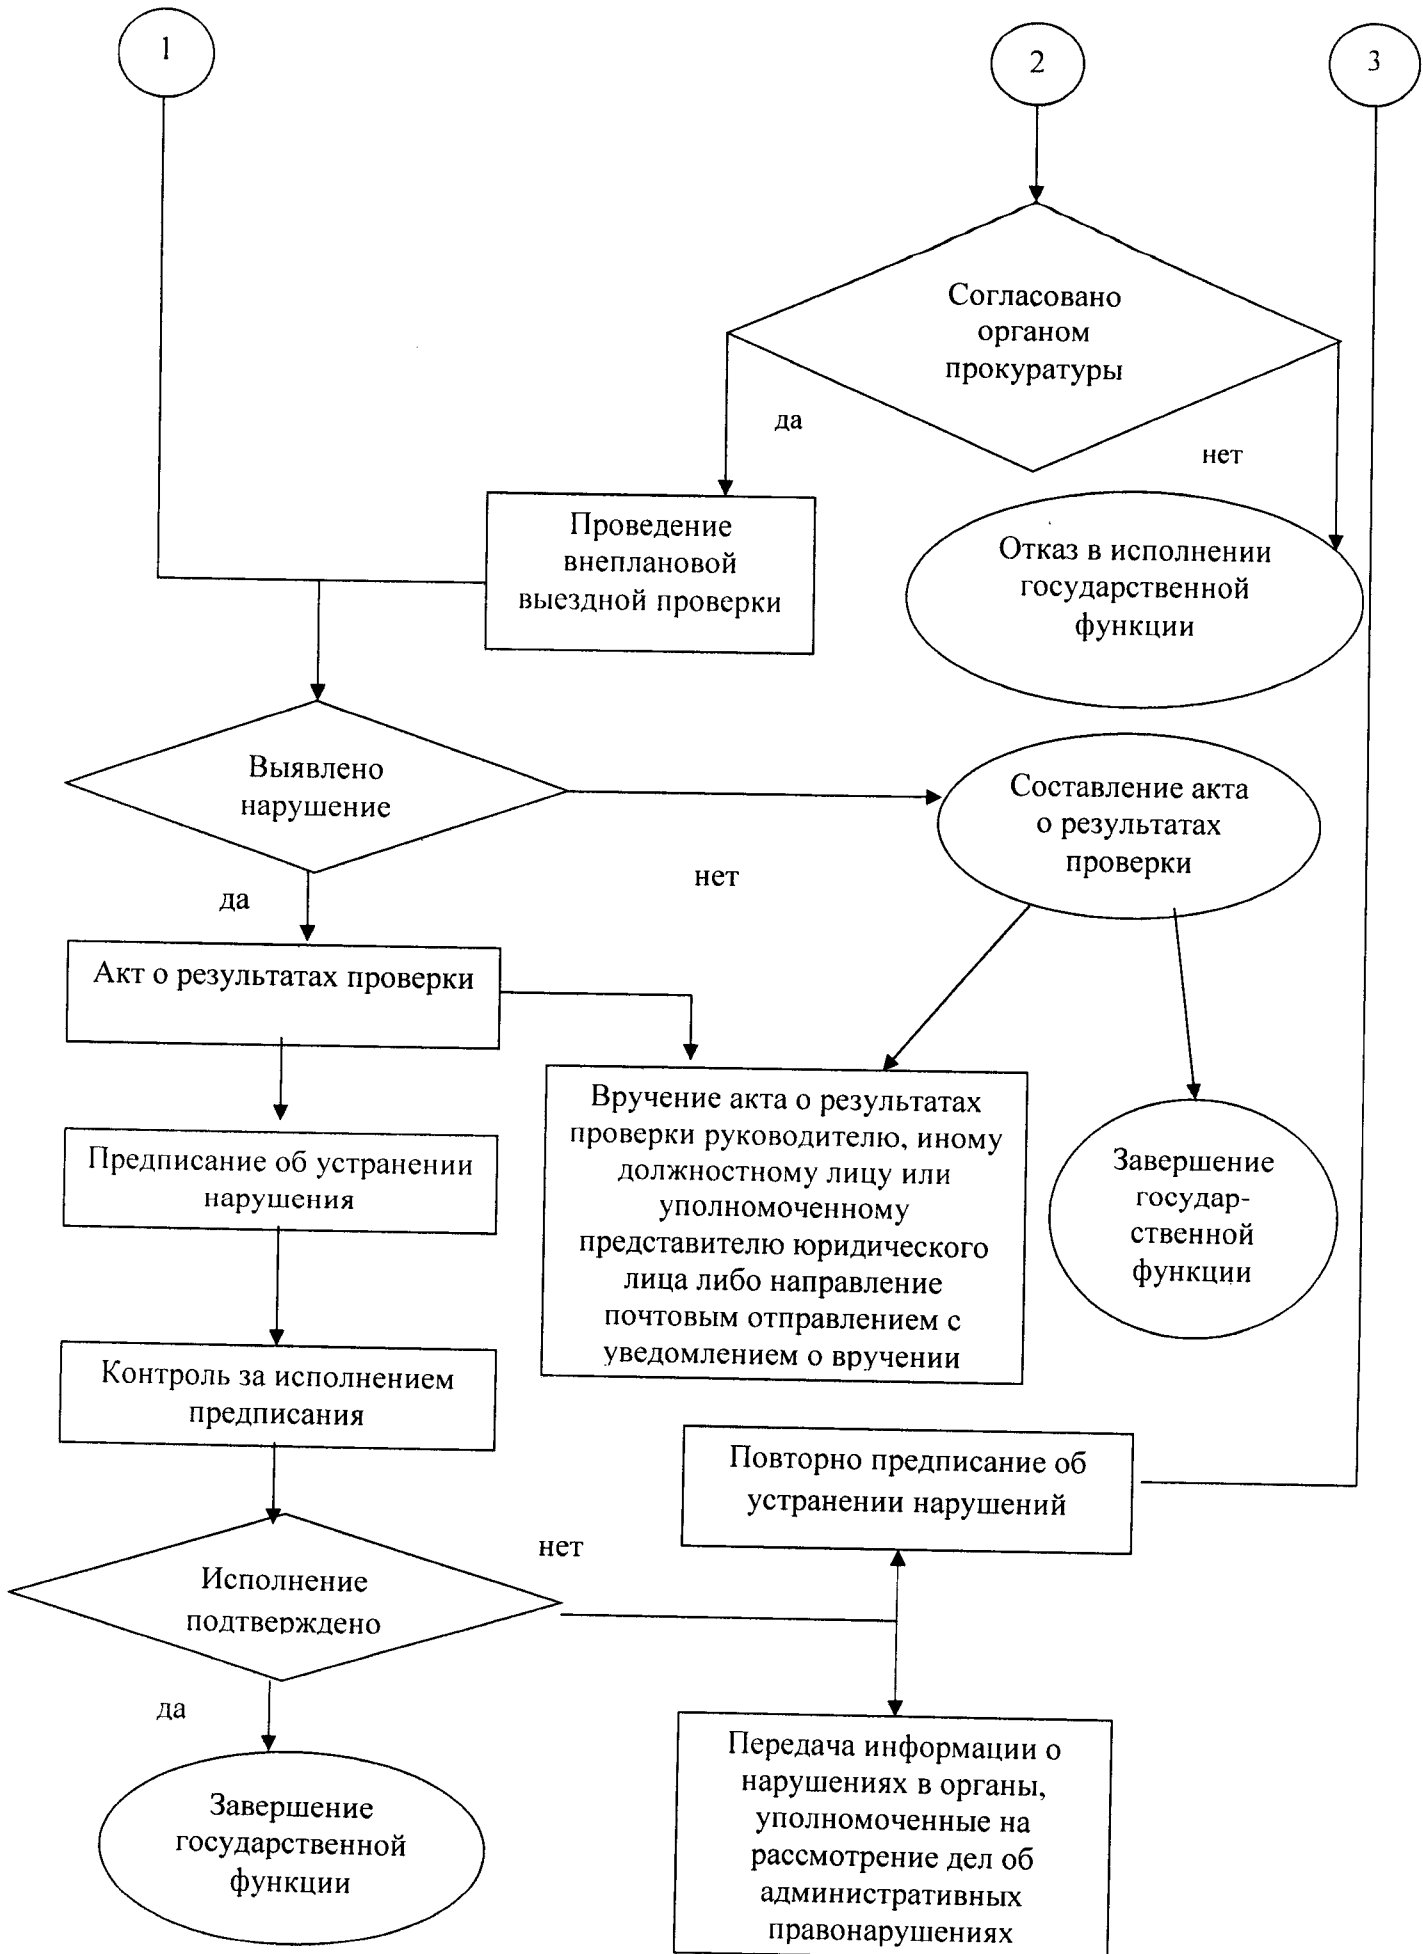 1
2
3
Согласовано
органом
прокуратуры
да
нет
Проведение
внеплановой
выездной проверки
Отказ в исполнении
государственной
функции
Выявлено
нарушение
Составление акта
о результатах
проверки
нет
да
Акт о результатах проверки
Вручение акта о результатах
проверки руководителю, иному
должностному лицу или
уполномоченному
представителю юридического
лица либо направление
почтовым отправлением с
уведомлением о вручении
Завершение
государ-
ственной
функции
Предписание об устранении
нарушения
Контроль за исполнением
предписания
Повторно предписание об
устранении нарушений
нет
Исполнение
подтверждено
да
Завершение
государственной
функции
Передача информации о
нарушениях в органы,
уполномоченные на
рассмотрение дел об
административных
правонарушениях